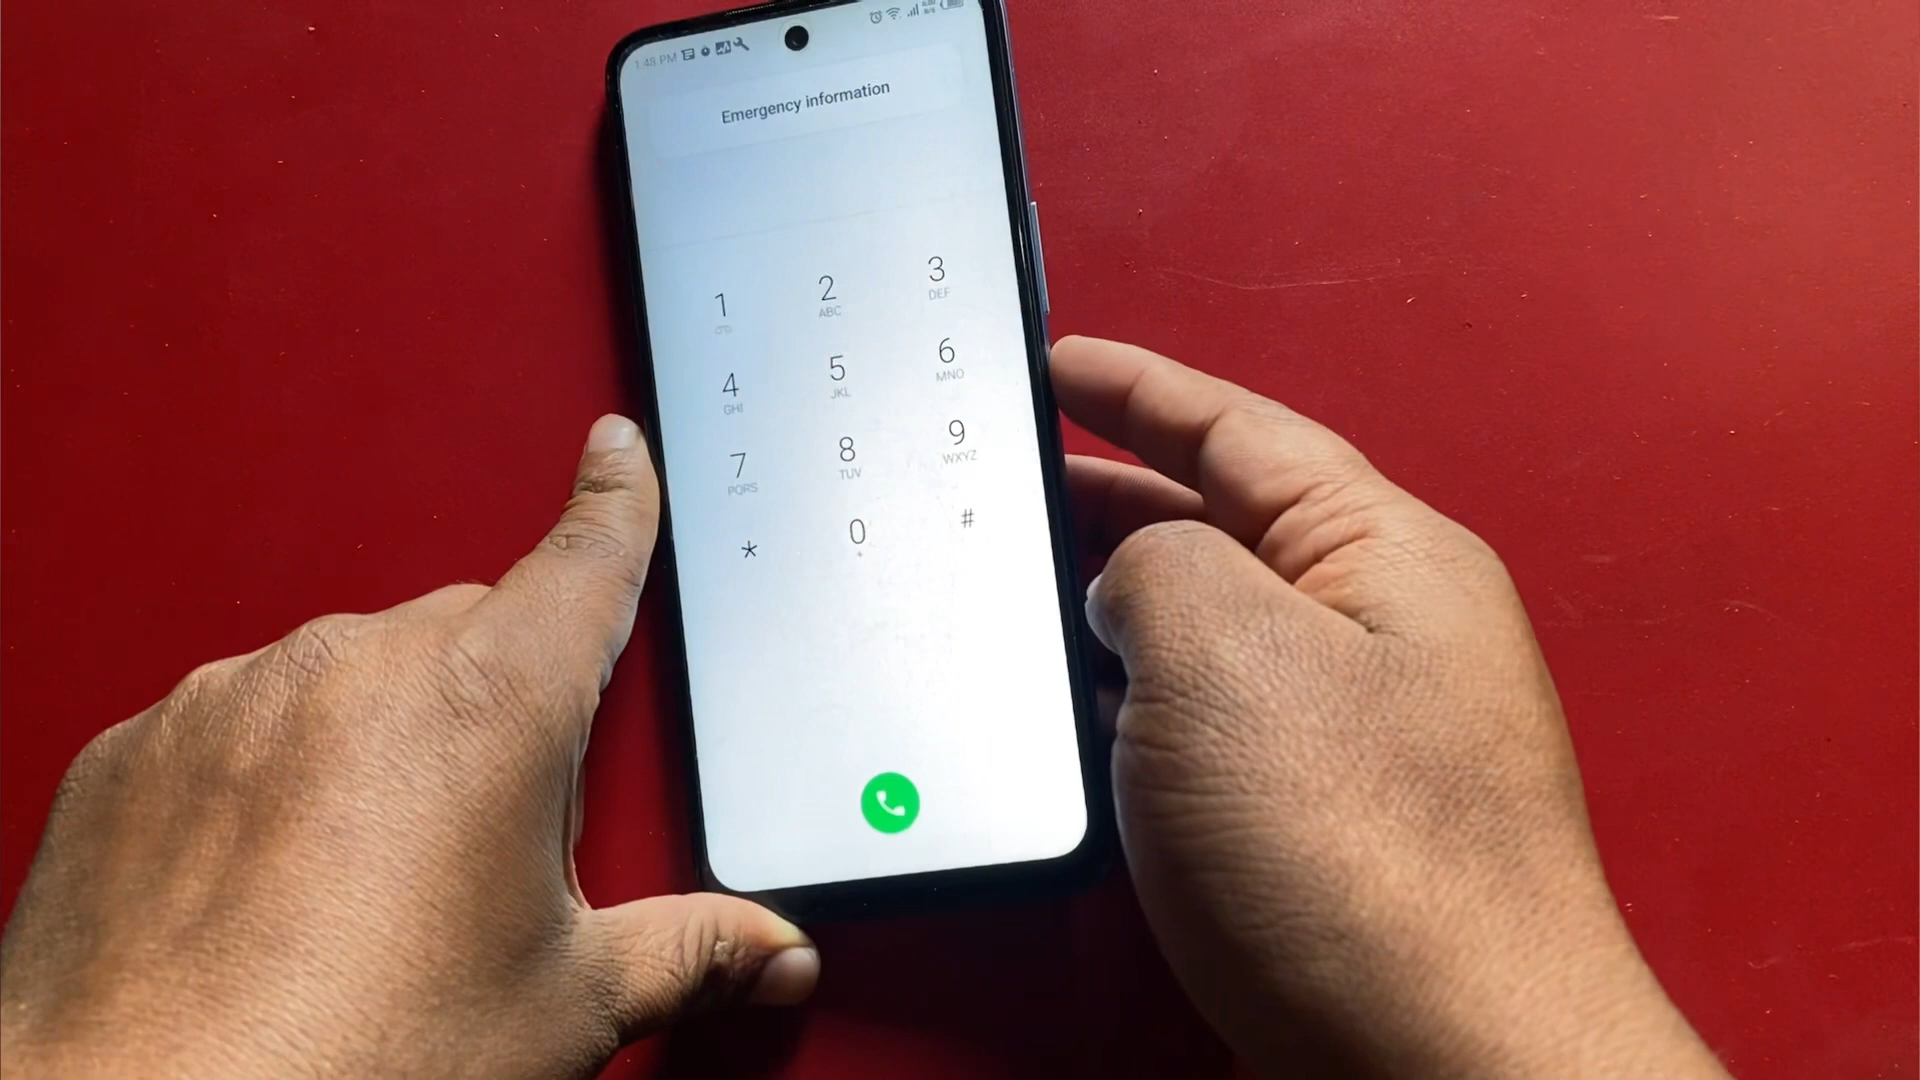 1:48 PM
Emergency information
1 2 3
ABC DEF
4 5 6
GHI JKL MNO
7 8 9
PQRS TUV WXYZ
* 0 #
+